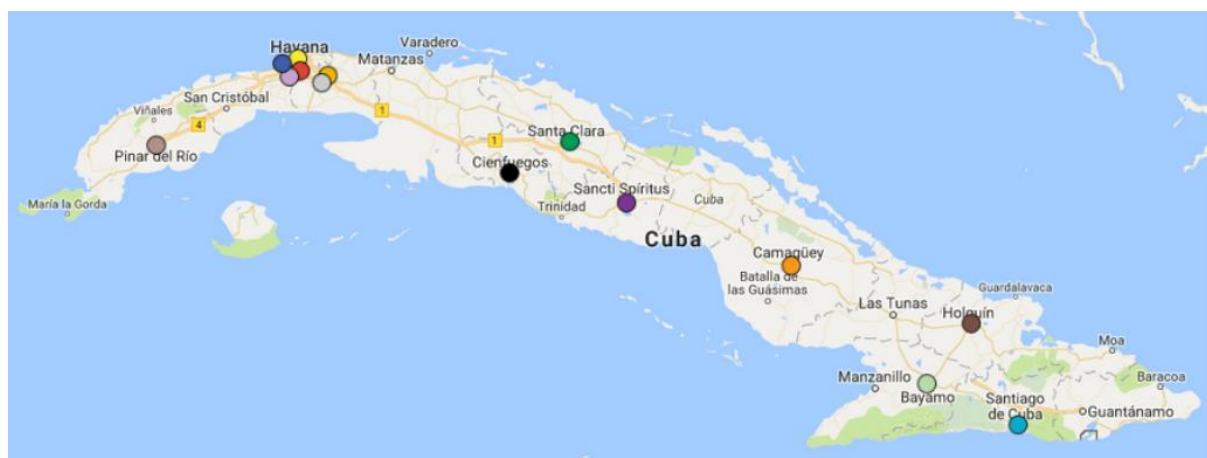 Havana
Varadero
Matanzas
San Cristóbal
Viñales
4
1
Pinar del Río
María la Gorda
1
Santa Clara
Cienfuegos
Sancti Spíritus
Trinidad
Cuba
Cuba
Camagüey
Batalla de
las Guásimas
Las Tunas
Guardalavaca
Holguín
Moa
Manzanillo
Bayamo
Santiago
de Cuba
Baracoa
Guantánamo